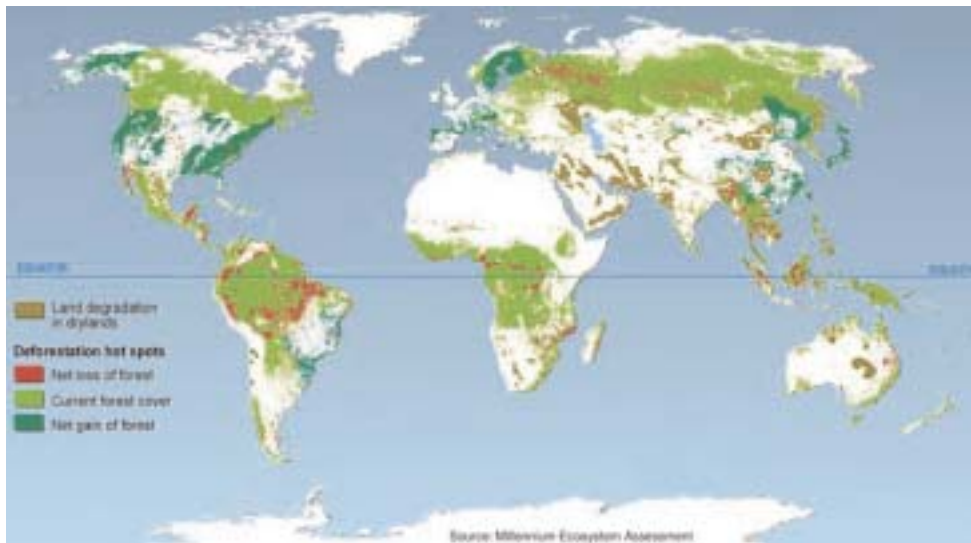 EQUATOR
Land degradation
in drylands
Deforestation hot spots
Net loss of forest
Current forest cover
Net gain of forest
Source: Millennium Ecosystem Assessment